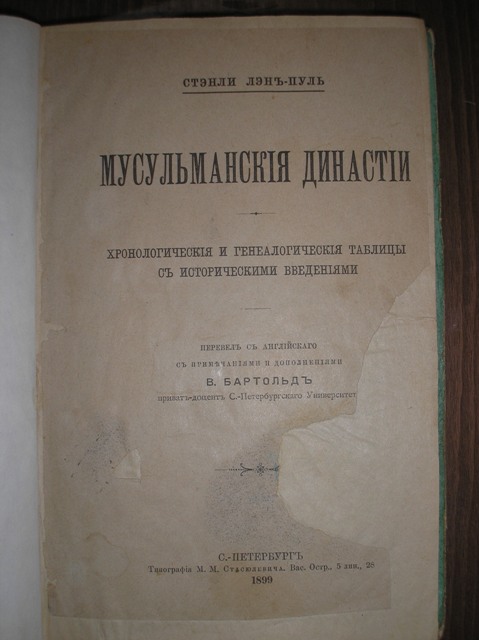 СТЭНЛИ ЛЭНЪ-ПУЛЬ
МУСУЛЬМАНСКІЯ ДИНАСТІИ
ХРОНОЛОГИЧЕСКІЯ И ГЕНЕАЛОГИЧЕСКІЯ ТАБЛИЦЫ
СЪ ИСТОРИЧЕСКИМИ ВВЕДЕНІЯМИ
ПЕРЕВЕЛЪ СЪ АНГЛІЙСКАГО
СЪ ПРИМѢЧАНІЯМИ И ДОПОЛНЕНІЯМИ
В. БАРТОЛЬДЪ
приватъ-доцентъ С.-Петербургскаго Университет
С.-ПЕТЕРБУРГЪ
Типографія М. М. Стасюлевича. Вас. Остр., 5 лин., 28
1899